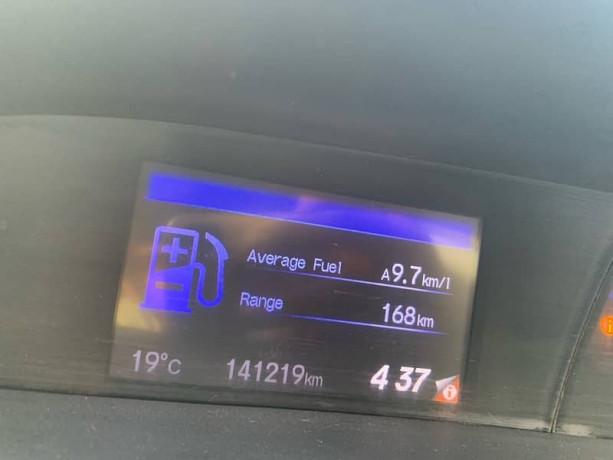 Average Fuel A9.7km/l
Range 168km
19°C 141219km 4 37 i